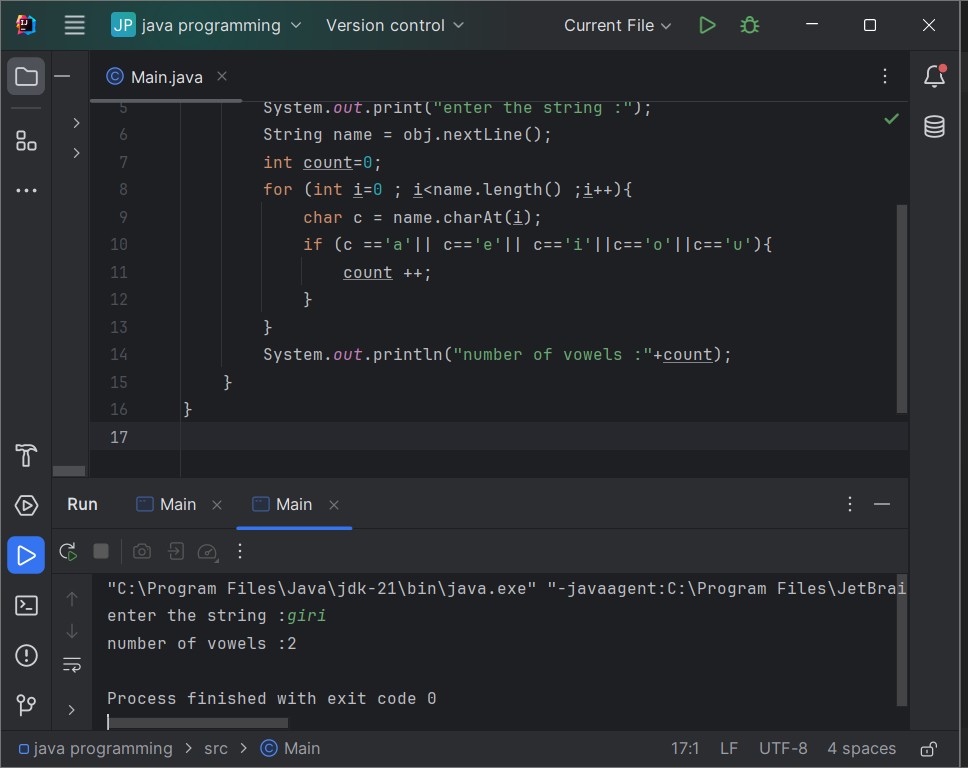 JP java programming Version control Current File
Main.java
5 System.out.print("enter the string :");
6 String name = obj.nextLine();
7 int count=0;
8 for (int i=0 ; i<name.length() ;i++){
9 char c = name.charAt(i);
10 if (c =='a'|| c=='e'|| c=='i'||c=='o'||c=='u'){
11 count ++;
12 }
13 }
14 System.out.println("number of vowels :"+count);
15 }
16 }
17
Run Main Main
"C:\Program Files\Java\jdk-21\bin\java.exe" "-javaagent:C:\Program Files\JetBrai
enter the string :giri
number of vowels :2
Process finished with exit code 0
java programming > src > Main 17:1 LF UTF-8 4 spaces